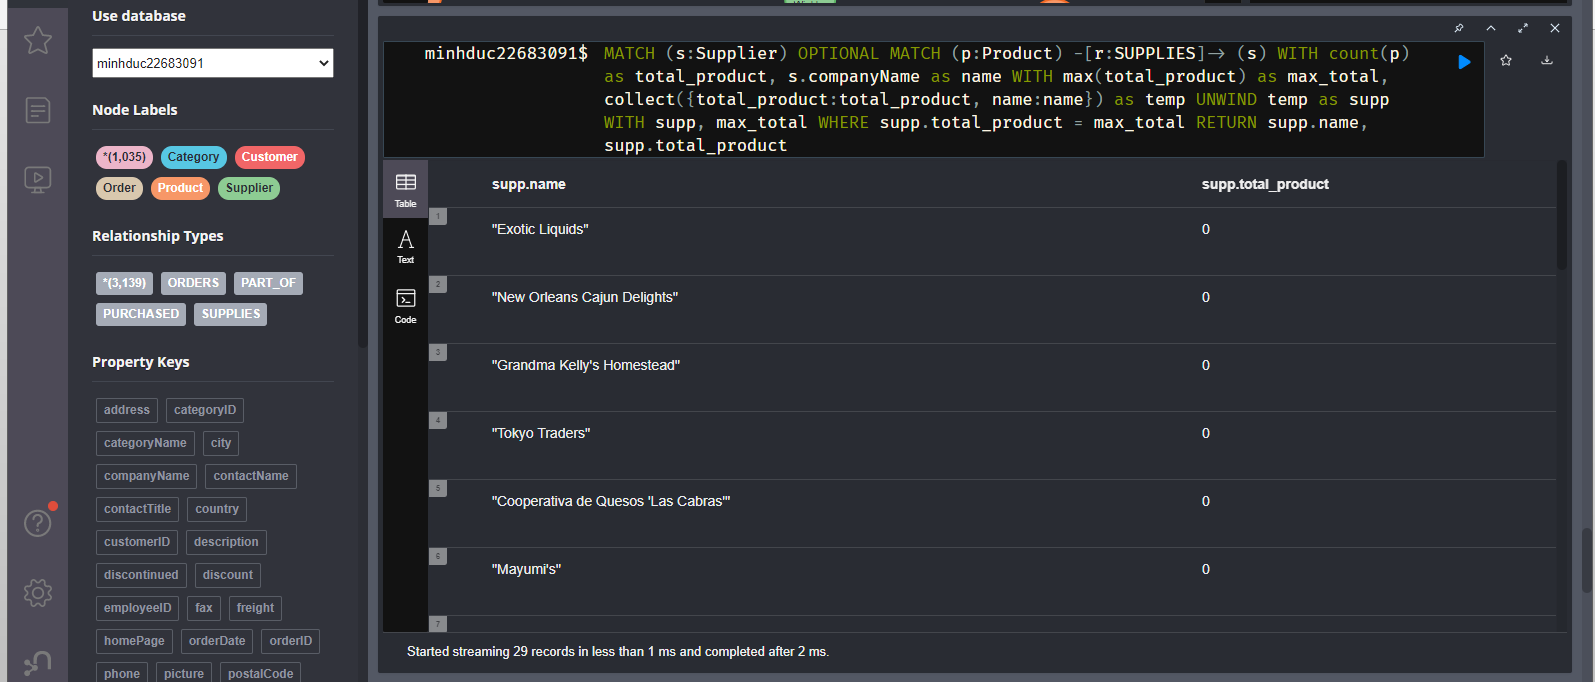 Use database
minhduc22683091
Node Labels
*(1,035) Category Customer
Order Product Supplier
Relationship Types
*(3,139) ORDERS PART_OF
PURCHASED SUPPLIES
Property Keys
address categoryID
categoryName city
companyName contactName
contactTitle country
customerID description
discontinued discount
employeeID fax freight
homePage orderDate orderID
phone picture postalCode
minhduc22683091$ MATCH (s:Supplier) OPTIONAL MATCH (p:Product) -[r:SUPPLIES]-> (s) WITH count(p)
as total_product, s.companyName as name WITH max(total_product) as max_total,
collect({total_product:total_product, name:name}) as temp UNWIND temp as supp
WITH supp, max_total WHERE supp.total_product = max_total RETURN supp.name,
supp.total_product
Table
Text
Code
supp.name supp.total_product
1
"Exotic Liquids" 0
2
"New Orleans Cajun Delights" 0
3
"Grandma Kelly's Homestead" 0
4
"Tokyo Traders" 0
5
"Cooperativa de Quesos 'Las Cabras'" 0
6
"Mayumi's" 0
7
Started streaming 29 records in less than 1 ms and completed after 2 ms.